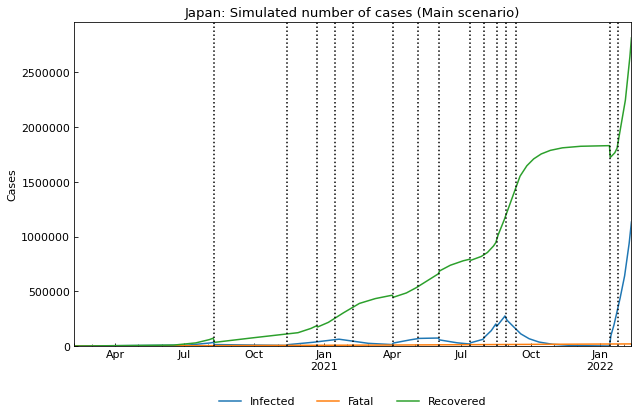 Japan: Simulated number of cases (Main scenario)
Cases
2500000
2000000
1500000
1000000
500000
0
Apr Jul Oct Jan Apr Jul Oct Jan
2021 2022
Infected Fatal Recovered